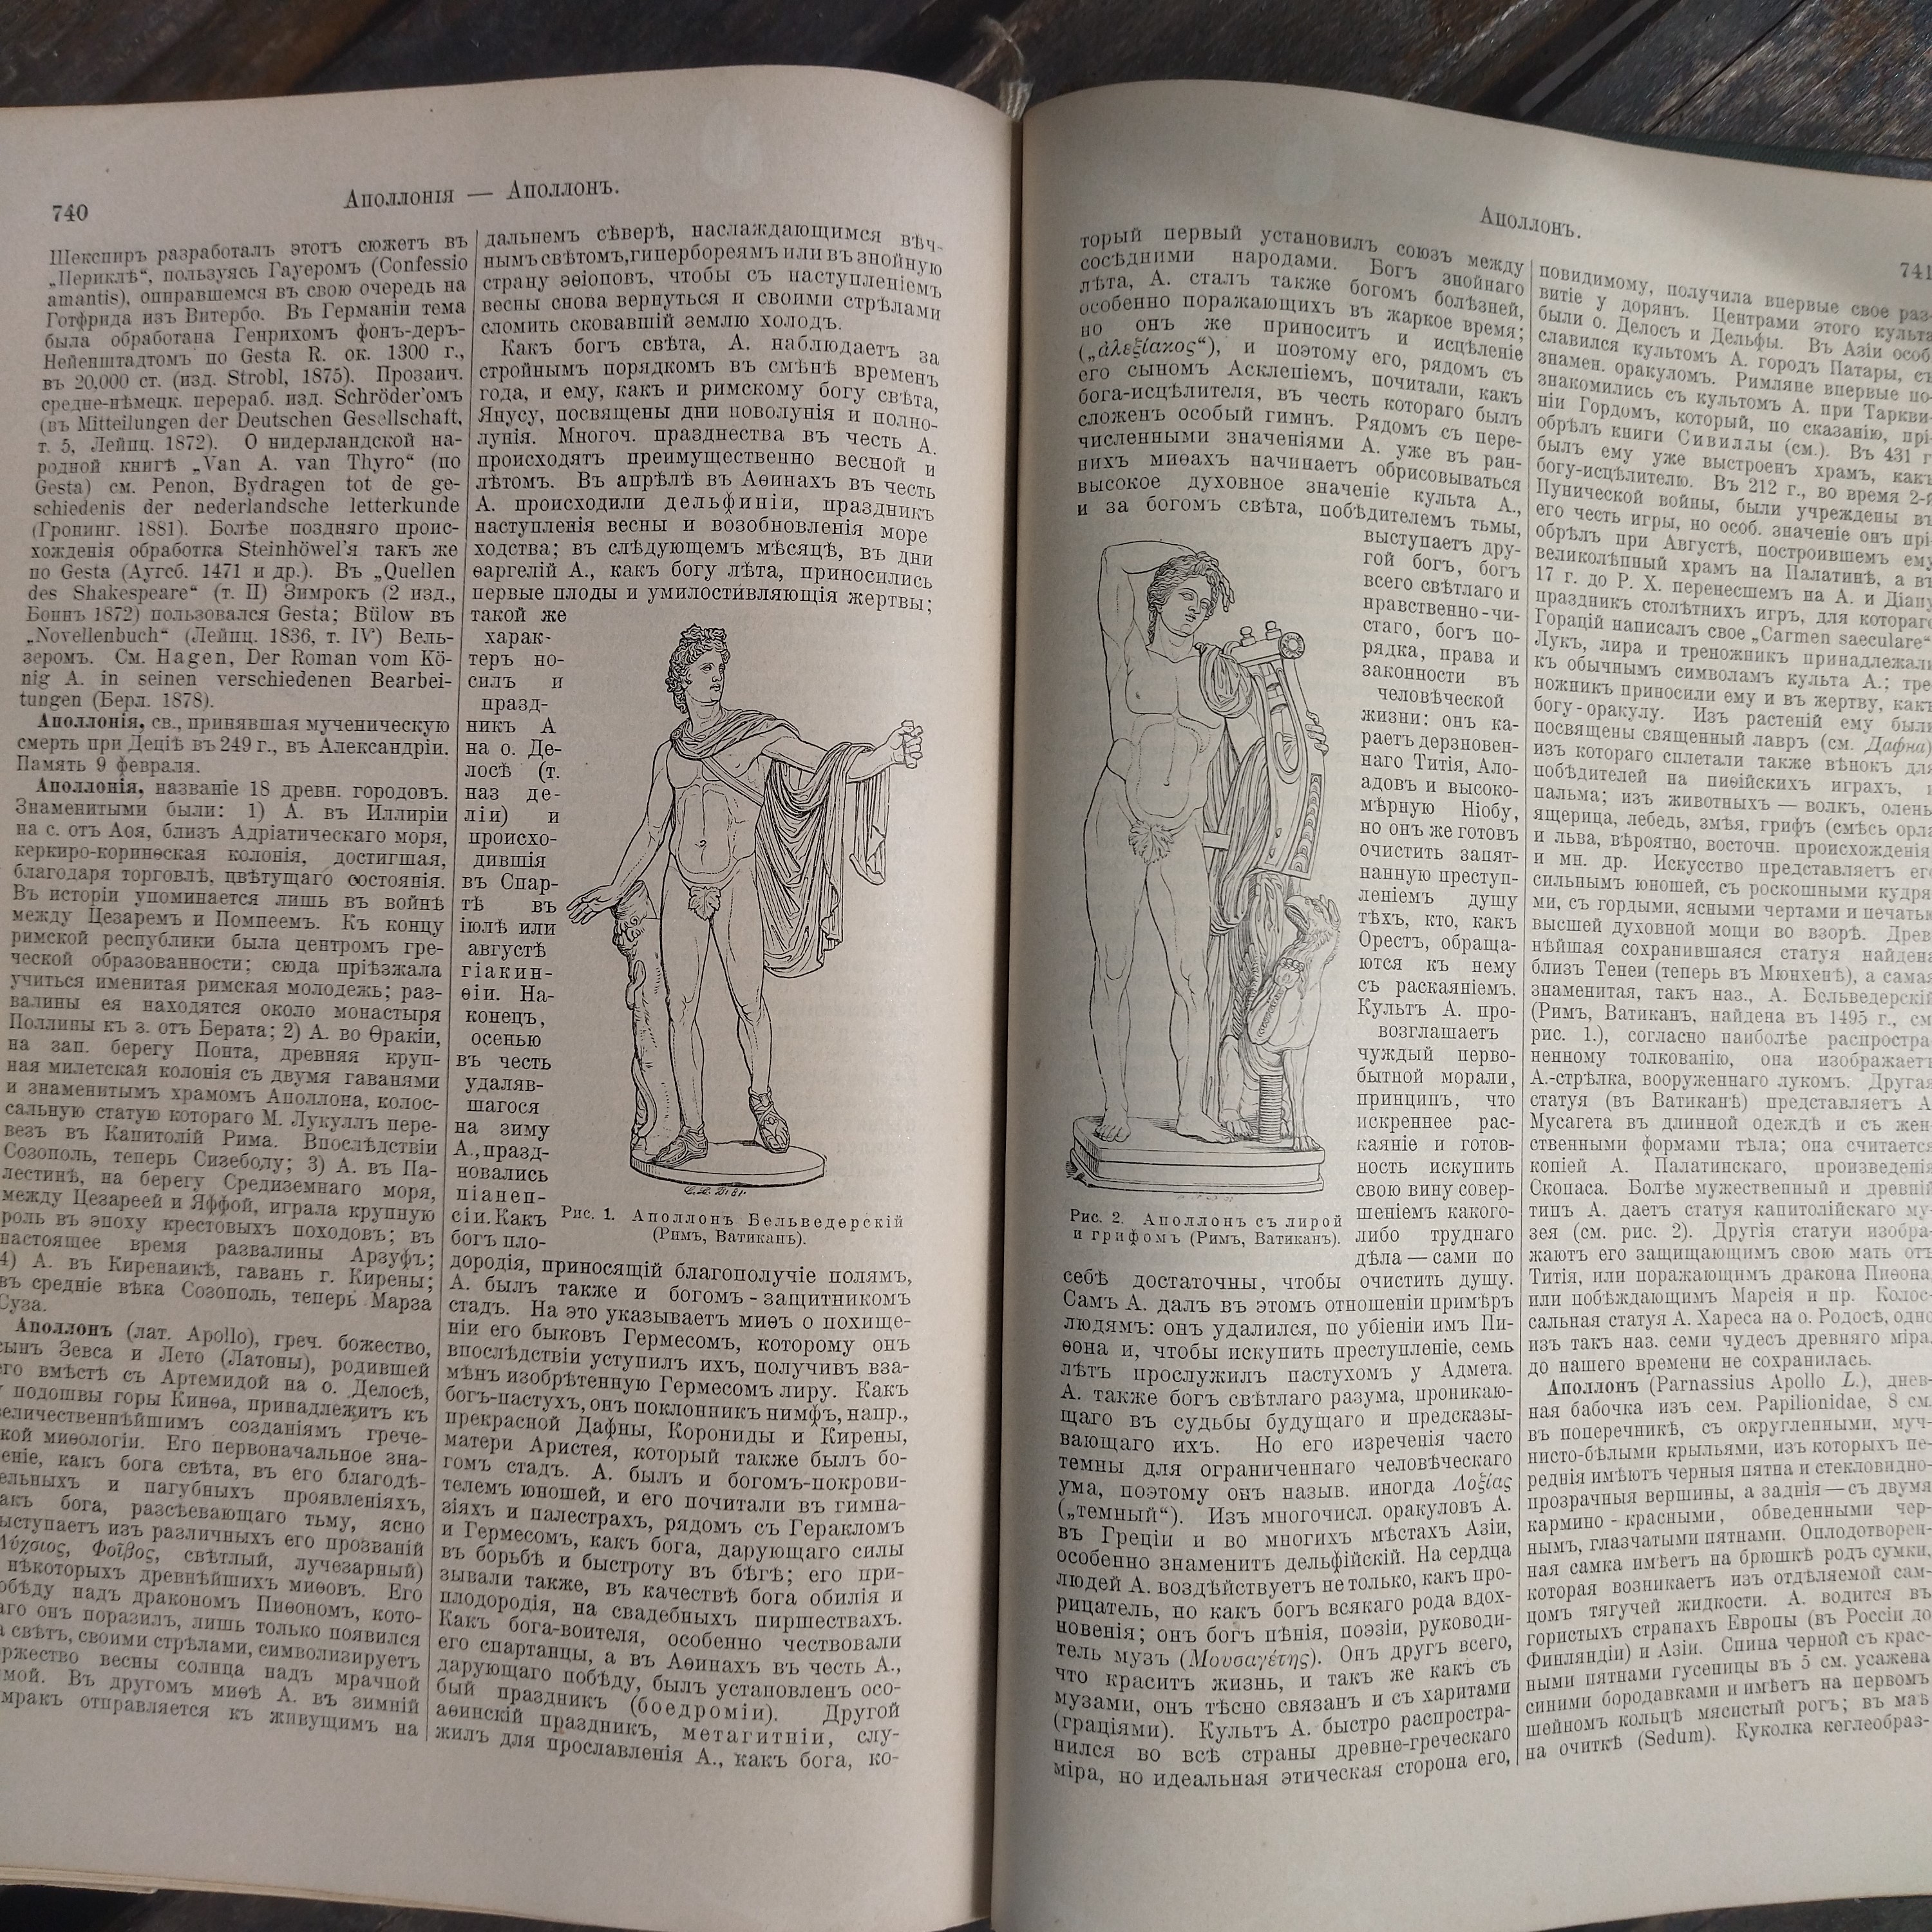 740
Аполлонія — Аполлонъ.
Шекспиръ разработалъ этотъ сюжетъ въ
„Периклѣ“, пользуясь Гауеромъ (Confessio
amantis), опиравшемся въ свою очередь на
Готфрида изъ Витербо. Въ Германіи тема
была обработана Генрихомъ фонъ-деръ-
Нейенштадтомъ по Gesta R. ок. 1300 г.,
въ 20,000 ст. (изд. Strobl, 1875). Прозаич.
средне-нѣмецк. перераб. изд. Schröder'омъ
(въ Mitteilungen der Deutschen Gesellschaft,
т. 5, Лейпц. 1872). О нидерландской на-
родной книгѣ „Van A. van Thyro“ (по
Gesta) см. Penon, Bydragen tot de ge-
schiedenis der nederlandsche letterkunde
(Гронинг. 1881). Болѣе поздняго проис-
хожденія обработка Steinhöwel'я такъ же
по Gesta (Аугсб. 1471 и др.). Въ „Quellen
des Shakespeare“ (т. II) Зимрокъ (2 изд.,
Боннъ 1872) пользовался Gesta; Bülow въ
„Novellenbuch“ (Лейпц. 1836, т. IV) Вель-
зеромъ. См. Hagen, Der Roman vom Kö-
nig A. in seinen verschiedenen Bearbei-
tungen (Берл. 1878).
Аполлонія, св., принявшая мученическую
смерть при Деціѣ въ 249 г., въ Александріи.
Память 9 февраля.
Аполлонія, названіе 18 древн. городовъ.
Знаменитыми были: 1) А. въ Иллиріи
на с. отъ Аоя, близъ Адріатическаго моря,
керкиро-коринѳская колонія, достигшая,
благодаря торговлѣ, цвѣтущаго состоянія.
Въ исторіи упоминается лишь въ войнѣ
между Цезаремъ и Помпеемъ. Къ концу
римской республики была центромъ гре-
ческой образованности; сюда пріѣзжала
учиться именитая римская молодежь; раз-
валины ея находятся около монастыря
Поллины къ з. отъ Берата; 2) А. во Ѳракіи,
на зап. берегу Понта, древняя круп-
ная милетская колонія съ двумя гаванями
и знаменитымъ храмомъ Аполлона, колос-
сальную статую котораго М. Лукуллъ пере-
везъ въ Капитолій Рима. Впослѣдствіи
Созополь, теперь Сизеболу; 3) А. въ Па-
лестинѣ, на берегу Средиземнаго моря,
между Цезареей и Яффой, играла крупную
роль въ эпоху крестовыхъ походовъ; въ
настоящее время развалины Арзуфъ;
4) А. въ Киренаикѣ, гавань г. Кирены;
въ средніе вѣка Созополь, теперь Марза
Суза.
Аполлонъ (лат. Apollo), греч. божество,
сынъ Зевса и Лето (Латоны), родившей
его вмѣстѣ съ Артемидой на о. Делосѣ,
у подошвы горы Кинѳа, принадлежитъ къ
величественнѣйшимъ созданіямъ грече-
ской миѳологіи. Его первоначальное зна-
еніе, какъ бога свѣта, въ его благодѣ-
ельныхъ и пагубныхъ проявленіяхъ,
акъ бога, разсѣевающаго тьму, ясно
ыступаетъ изъ различныхъ его прозваній
Λύχειος, Φοῖβος, свѣтлый, лучезарный)
нѣкоторыхъ древнѣйшихъ миѳовъ. Его
обѣду надъ дракономъ Пиѳономъ, кото-
аго онъ поразилъ, лишь только появился
а свѣтъ, своими стрѣлами, символизируетъ
оржество весны солнца надъ мрачной
мой. Въ другомъ миѳѣ А. въ зимній
мракъ отправляется къ живущимъ на
дальнемъ сѣверѣ, наслаждающимся вѣч-
нымъ свѣтомъ, гипербореямъ или въ знойную
страну эѳіоповъ, чтобы съ наступленіемъ
весны снова вернуться и своими стрѣлами
сломить сковавшій землю холодъ.
Какъ богъ свѣта, А. наблюдаетъ за
стройнымъ порядкомъ въ смѣнѣ временъ
года, и ему, какъ и римскому богу свѣта,
Янусу, посвящены дни новолунія и полно-
лунія. Многоч. празднества въ честь А.
происходятъ преимущественно весной и
лѣтомъ. Въ апрѣлѣ въ Аѳинахъ въ честь
А. происходили дельфиніи, праздникъ
наступленія весны и возобновленія море
ходства; въ слѣдующемъ мѣсяцѣ, въ дни
ѳаргелій А., какъ богу лѣта, приносились
первые плоды и умилостивляющія жертвы;
такой же
харак-
теръ но-
силъ и
празд-
никъ А
на о. Де-
лосѣ (т.
наз де-
ліи) и
происхо-
дившія
въ Спар-
тѣ въ
іюлѣ или
августѣ
гіакин-
ѳіи. На-
конецъ,
осенью
въ честь
удаляв-
шагося
на зиму
А., празд-
новались
піанеп-
сіи. Какъ
богъ пло-
Рис. 1. Аполлонъ Бельведерскій
(Римъ, Ватиканъ).
дородія, приносящій благополучіе полямъ,
А. былъ также и богомъ-защитникомъ
стадъ. На это указываетъ миѳъ о похище-
ніи его быковъ Гермесомъ, которому онъ
впослѣдствіи уступилъ ихъ, получивъ вза-
мѣнъ изобрѣтенную Гермесомъ лиру. Какъ
богъ-пастухъ, онъ поклонникъ нимфъ, напр.,
прекрасной Дафны, Корониды и Кирены,
матери Аристея, который также былъ бо-
гомъ стадъ. А. былъ и богомъ-покрови-
телемъ юношей, и его почитали въ гимна-
зіяхъ и палестрахъ, рядомъ съ Геракломъ
и Гермесомъ, какъ бога, дарующаго силы
въ борьбѣ и быстроту въ бѣгѣ; его при-
зывали также, въ качествѣ бога обилія и
плодородія, на свадебныхъ пиршествахъ.
Какъ бога-воителя, особенно чествовали
его спартанцы, а въ Аѳинахъ въ честь А.,
дарующаго побѣду, былъ установленъ осо-
бый праздникъ (боедроміи). Другой
аѳинскій праздникъ, метагитніи, слу-
жилъ для прославленія А., какъ бога, ко-
Аполлонъ.
741
торый первый установилъ союзъ между
сосѣдними народами. Богъ знойнаго
лѣта, А. сталъ также богомъ болѣзней,
особенно поражающихъ въ жаркое время;
но онъ же приноситъ и исцѣленіе
(„ἀλεξίακος“), и поэтому его, рядомъ съ
его сыномъ Асклепіемъ, почитали, какъ
бога-исцѣлителя, въ честь котораго былъ
сложенъ особый гимнъ. Рядомъ съ пере-
численными значеніями А. уже въ ран-
нихъ миѳахъ начинаетъ обрисовываться
высокое духовное значеніе культа А.,
и за богомъ свѣта, побѣдителемъ тьмы,
выступаетъ дру-
гой богъ, богъ
всего свѣтлаго и
нравственно-чи-
стаго, богъ по-
рядка, права и
законности въ
человѣческой
жизни: онъ ка-
раетъ дерзновен-
наго Титія, Ало-
адовъ и высоко-
мѣрную Ніобу,
но онъ же готовъ
очистить запят-
нанную преступ-
леніемъ душу
тѣхъ, кто, какъ
Орестъ, обраща-
ются къ нему
съ раскаяніемъ.
Культъ А. про-
возглашаетъ
чуждый перво-
бытной морали,
принципъ, что
искреннее рас-
каяніе и готов-
ность искупить
свою вину совер-
шеніемъ какого-
либо труднаго
дѣла — сами по
Рис. 2. Аполлонъ съ лирой
и грифомъ (Римъ, Ватиканъ).
себѣ достаточны, чтобы очистить душу.
Самъ А. далъ въ этомъ отношеніи примѣръ
людямъ: онъ удалился, по убіеніи имъ Пи-
ѳона и, чтобы искупить преступленіе, семь
лѣтъ прослужилъ пастухомъ у Адмета.
А. также богъ свѣтлаго разума, проникаю-
щаго въ судьбы будущаго и предсказы-
вающаго ихъ. Но его изреченія часто
темны для ограниченнаго человѣческаго
ума, поэтому онъ назыв. иногда Λοξίας
(„темный“). Изъ многочисл. оракуловъ А.
въ Греціи и во многихъ мѣстахъ Азіи,
особенно знаменитъ дельфійскій. На сердца
людей А. воздѣйствуетъ не только, какъ про-
рицатель, но какъ богъ всякаго рода вдох-
новенія; онъ богъ пѣнія, поэзіи, руководи-
тель музъ (Μουσαγέτης). Онъ другъ всего,
что краситъ жизнь, и такъ же какъ съ
музами, онъ тѣсно связанъ и съ харитами
(граціями). Культъ А. быстро распростра-
нился во всѣ страны древне-греческаго
міра, но идеальная этическая сторона его,
повидимому, получила впервые свое раз-
витіе у дорянъ. Центрами этого культа
были о. Делосъ и Дельфы. Въ Азіи особ.
славился культомъ А. городъ Патары, съ
знамен. оракуломъ. Римляне впервые по-
знакомились съ культомъ А. при Таркви-
ніи Гордомъ, который, по сказанію, прі-
обрѣлъ книги Сивиллы (см.). Въ 431 г
былъ ему уже выстроенъ храмъ, какъ
богу-исцѣлителю. Въ 212 г., во время 2-й
Пунической войны, были учреждены въ
его честь игры, но особ. значеніе онъ прі-
обрѣлъ при Августѣ, построившемъ ему
великолѣпный храмъ на Палатинѣ, а въ
17 г. до Р. Х. перенесшемъ на А. и Діану
праздникъ столѣтнихъ игръ, для котораго
Горацій написалъ свое „Carmen saeculare“
Лукъ, лира и треножникъ принадлежали
къ обычнымъ символамъ культа А.; тре-
ножникъ приносили ему и въ жертву, какъ
богу-оракулу. Изъ растеній ему были
посвящены священный лавръ (см. Дафна)
изъ котораго сплетали также вѣнокъ для
побѣдителей на пиѳійскихъ играхъ, и
пальма; изъ животныхъ — волкъ, олень
ящерица, лебедь, змѣя, грифъ (смѣсь орла
и льва, вѣроятно, восточн. происхожденія
и мн. др. Искусство представляетъ его
сильнымъ юношей, съ роскошными кудря-
ми, съ гордыми, ясными чертами и печатью
высшей духовной мощи во взорѣ. Древ
нѣйшая сохранившаяся статуя найдена
близъ Тенеи (теперь въ Мюнхенѣ), а самая
знаменитая, такъ наз., А. Бельведерскій
(Римъ, Ватиканъ, найдена въ 1495 г., см
рис. 1.), согласно наиболѣе распростра-
ненному толкованію, она изображаетъ
А.-стрѣлка, вооруженнаго лукомъ. Другая
статуя (въ Ватиканѣ) представляетъ А
Мусагета въ длинной одеждѣ и съ жен-
ственными формами тѣла; она считается
копіей А. Палатинскаго, произведенія
Скопаса. Болѣе мужественный и древній
типъ А. даетъ статуя капитолійскаго му-
зея (см. рис. 2). Другія статуи изобра-
жаютъ его защищающимъ свою мать отъ
Титія, или поражающимъ дракона Пиѳона
или побѣждающимъ Марсія и пр. Колос-
сальная статуя А. Хареса на о. Родосѣ, одно
изъ такъ наз. семи чудесъ древняго міра,
до нашего времени не сохранилась.
Аполлонъ (Parnassius Apollo L.), днев-
ная бабочка изъ сем. Papilionidae, 8 см.
въ поперечникѣ, съ округленными, муч-
нисто-бѣлыми крыльями, изъ которыхъ пе-
реднія имѣютъ черныя пятна и стекловидно-
прозрачныя вершины, а заднія — съ двумя
кармино-красными, обведенными чер-
нымъ, глазчатыми пятнами. Оплодотворен-
ная самка имѣетъ на брюшкѣ родъ сумки,
которая возникаетъ изъ отдѣляемой сам-
цомъ тягучей жидкости. А. водится въ
гористыхъ странахъ Европы (въ Россіи до
Финляндіи) и Азіи. Спина черной съ крас-
ными пятнами гусеницы въ 5 см. усажена
синими бородавками и имѣетъ на первомъ
шейномъ кольцѣ мясистый рогъ; въ маѣ
на очиткѣ (Sedum). Куколка кеглеобраз-